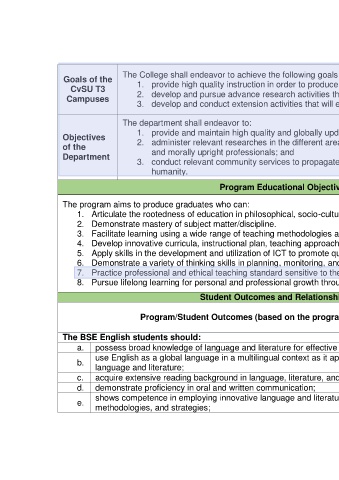 Goals of the CvSU T3 Campuses
The College shall endeavor to achieve the following goals
1. provide high quality instruction in order to produce
2. develop and pursue advance research activities th
3. develop and conduct extension activities that will e
Objectives of the Department
The department shall endeavor to:
1. provide and maintain high quality and globally upd
2. administer relevant researches in the different area
and morally upright professionals; and
3. conduct relevant community services to propagate
humanity.
Program Educational Objectiv
The program aims to produce graduates who can:
1. Articulate the rootedness of education in philosophical, socio-cultu
2. Demonstrate mastery of subject matter/discipline.
3. Facilitate learning using a wide range of teaching methodologies a
4. Develop innovative curricula, instructional plan, teaching approach
5. Apply skills in the development and utilization of ICT to promote qu
6. Demonstrate a variety of thinking skills in planning, monitoring, an
7. Practice professional and ethical teaching standard sensitive to the
8. Pursue lifelong learning for personal and professional growth throu
Student Outcomes and Relationshi
Program/Student Outcomes (based on the progra
The BSE English students should:
a. possess broad knowledge of language and literature for effective
b. use English as a global language in a multilingual context as it ap
language and literature;
c. acquire extensive reading background in language, literature, and
d. demonstrate proficiency in oral and written communication;
e. shows competence in employing innovative language and literatu
methodologies, and strategies;